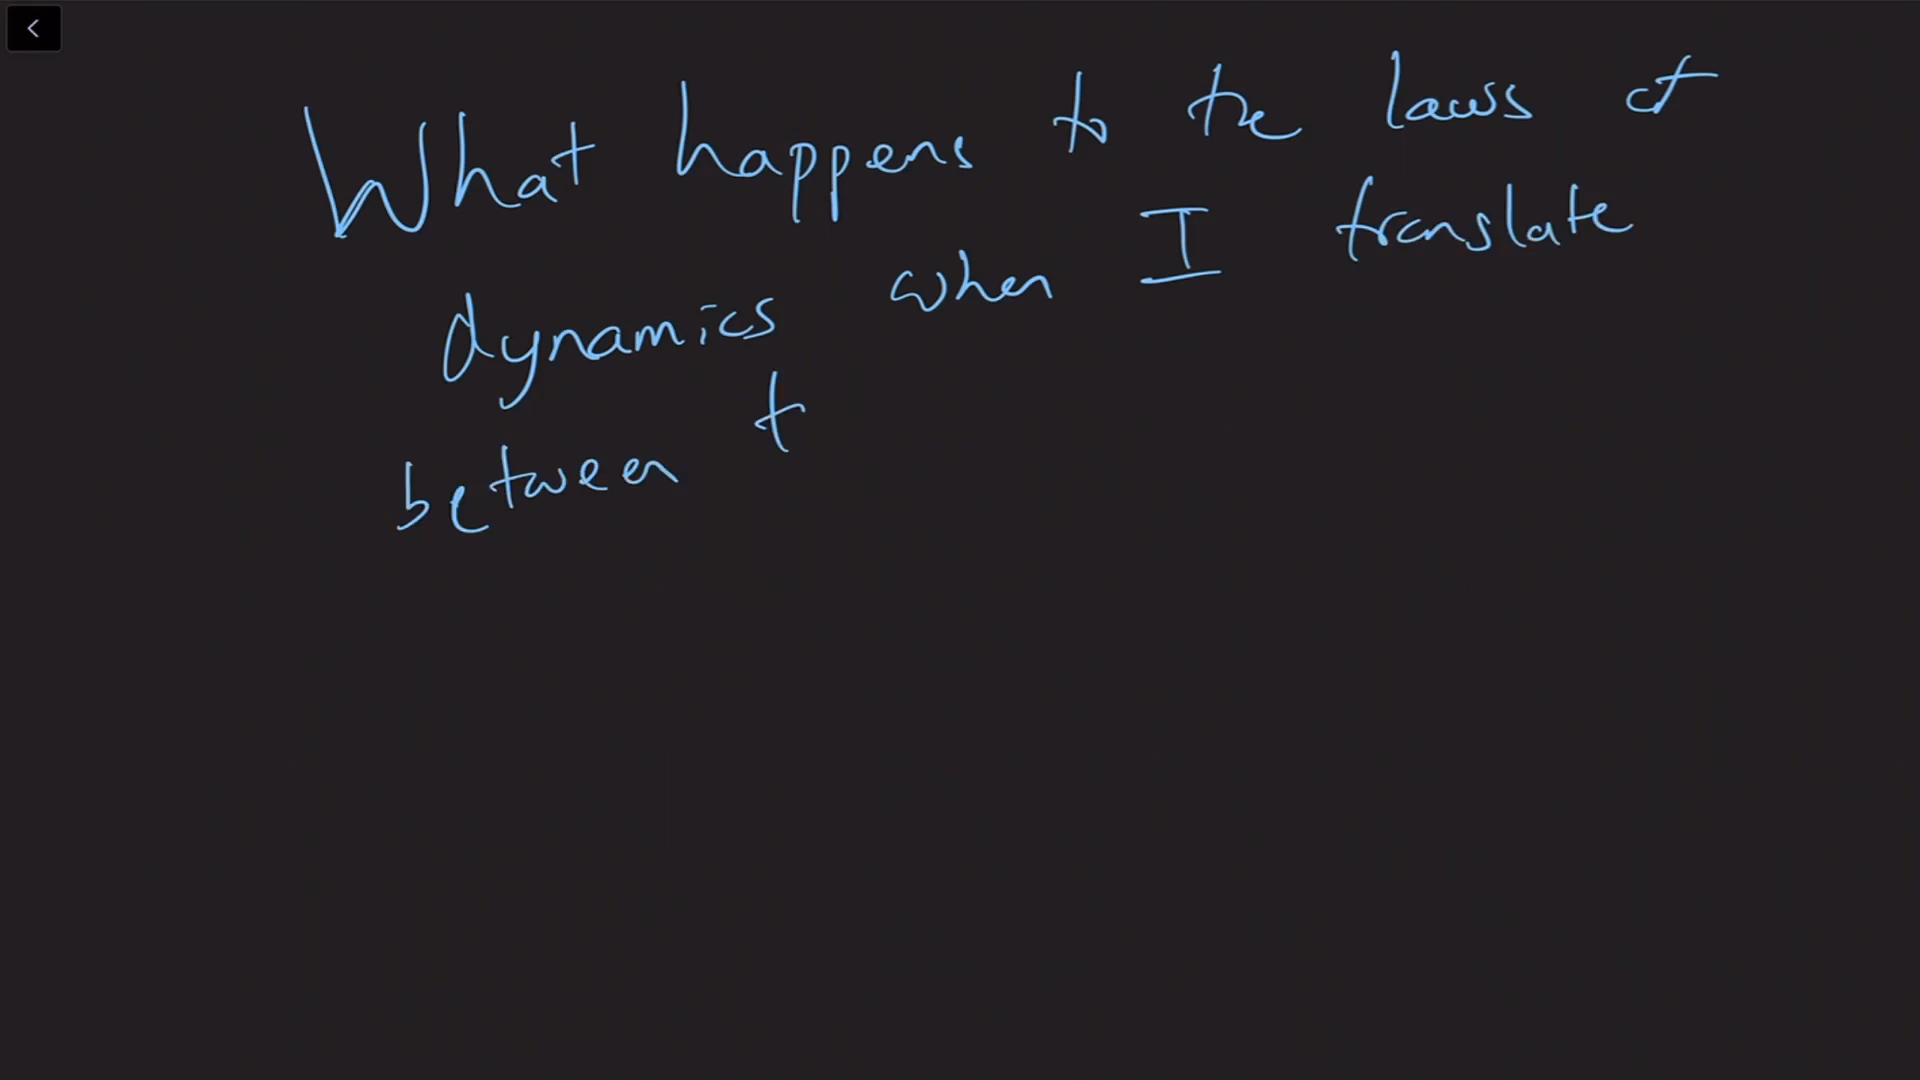 What happens to the laws of
dynamics when I translate
between t